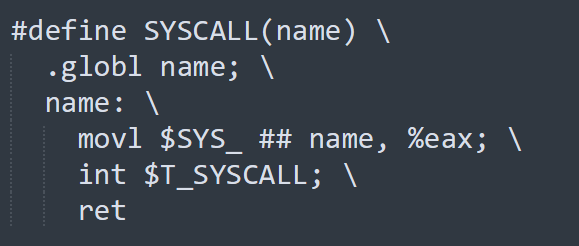 #define SYSCALL(name) \
  .globl name; \
  name: \
    movl $SYS_ ## name, %eax; \
    int $T_SYSCALL; \
    ret